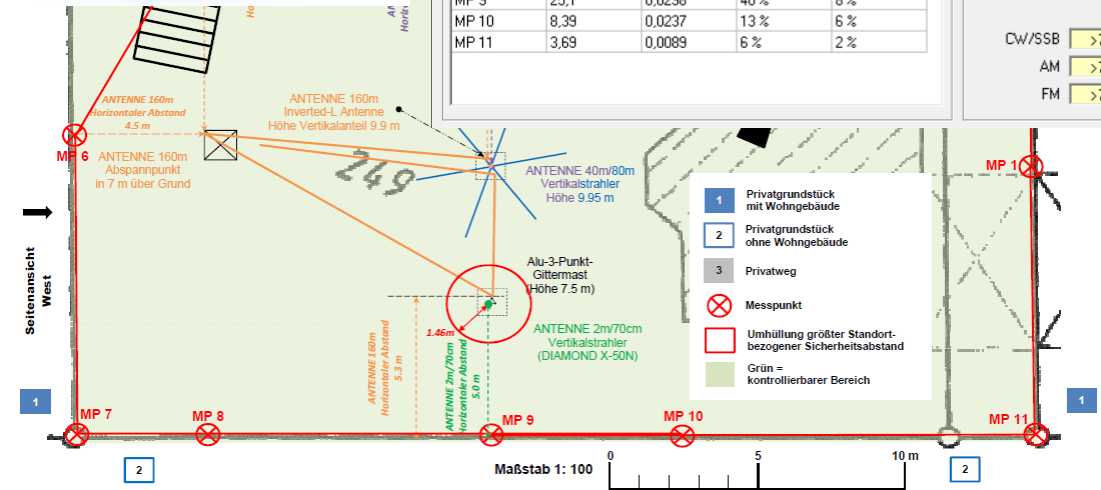 MP 10 8,39 0,0237 13 % 6 %
MP 11 3,69 0,0089 6 % 2 %
CW/SSB
AM
FM
ANTENNE 160m
Horizontaler Abstand
4.5 m
ANTENNE 160m
Inverted-L Antenne
Höhe Vertikalanteil 9.9 m
MP 6
ANTENNE 160m
Abspannpunkt
in 7 m über Grund
249
ANTENNE 40m/80m
Vertikalstrahler
Höhe 9.95 m
MP 1
1 Privatgrundstück
mit Wohngebäude
2 Privatgrundstück
ohne Wohngebäude
3 Privatweg
Messpunkt
Umhüllung größter Standort-
bezogener Sicherheitsabstand
Grün =
kontrollierbarer Bereich
Seitenansicht
West
Alu-3-Punkt-
Gittermast
(Höhe 7.5 m)
1.46m
ANTENNE 2m/70cm
Vertikalstrahler
(DIAMOND X-50N)
ANTENNE 160m
Horizontaler Abstand
5.3 m
ANTENNE 2m/70cm
Horizontaler Abstand
5.0 m
1
1
MP 7
MP 8
MP 9
MP 10
MP 11
2
Maßstab 1: 100
0 5 10 m
2